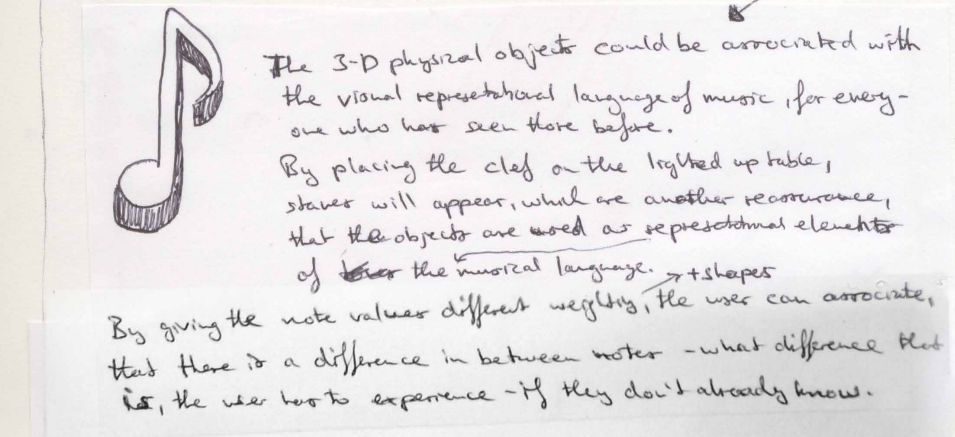 The 3-D physical objects could be associated with
the visual represetational language of music, for every-
one who has seen those before.
By placing the clef on the lighted up table,
staves will appear, which are another reassurance,
that the objects are used as representational elements
of the musical language. → + shapes
By giving the note values different weights, the user can associate,
that there is a difference in between notes - what difference that
is, the user has to experience - if they don't already know.